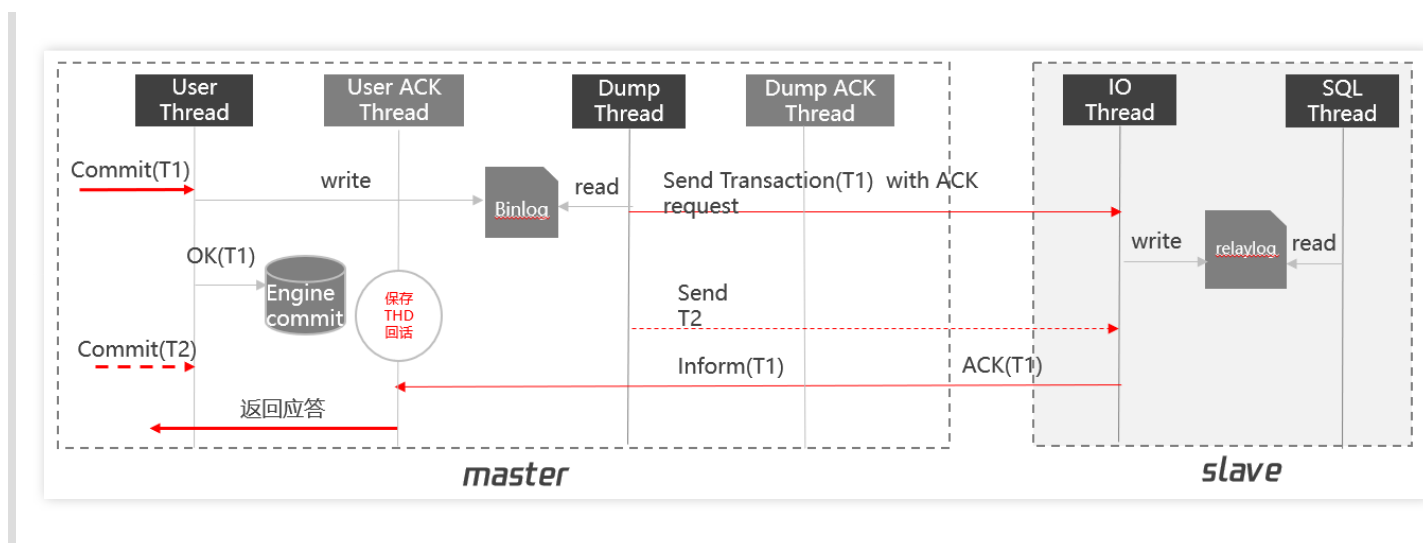 User
Thread
User ACK
Thread
Dump
Thread
Dump ACK
Thread
IO
Thread
SQL
Thread
Commit(T1)
write
Binlog
read
Send Transaction(T1) with ACK
request
write
relaylog
read
OK(T1)
Engine
commit
保存
THD
回话
Send
T2
Commit(T2)
Inform(T1)
ACK(T1)
返回应答
master
slave